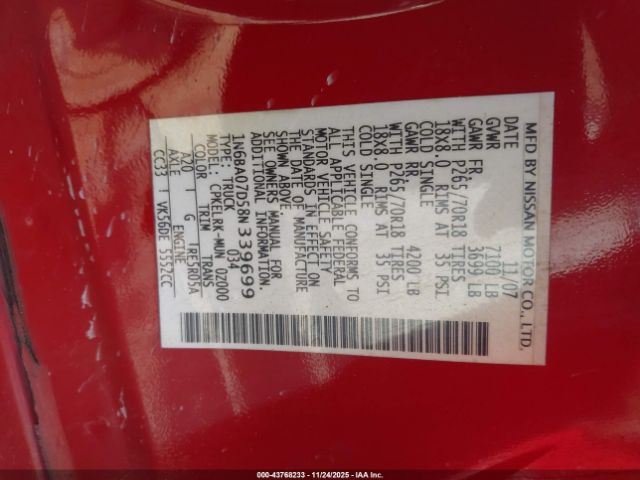 MFD BY NISSAN MOTOR CO., LTD.
DATE 11/07
GVWR 7100 LB
GAWR FR. 3699 LB
WITH P265/70R18 TIRES
18X8.0 RIMS AT 35 PSI
COLD SINGLE
GAWR RR 4200 LB
WITH P265/70R18 TIRES
18X8.0 RIMS AT 35 PSI
COLD SINGLE
THIS VEHICLE CONFORMS TO
ALL APPLICABLE FEDERAL
MOTOR VEHICLE SAFETY
STANDARDS IN EFFECT ON
THE DATE OF MANUFACTURE
SHOWN ABOVE.
SEE OWNERS MANUAL FOR
ADDITIONAL INFORMATION
1N6BA07D58N 339699
TYPE: TRUCK 034
MODEL: CPKELRK-MUN 02000
COLOR TRIM TRANS
A20 ! G TRE5R05A
AXLE ENGINE
CC33 ! VK56DE 5552CC
000-43768233 - 11/24/2025 - IAA Inc.